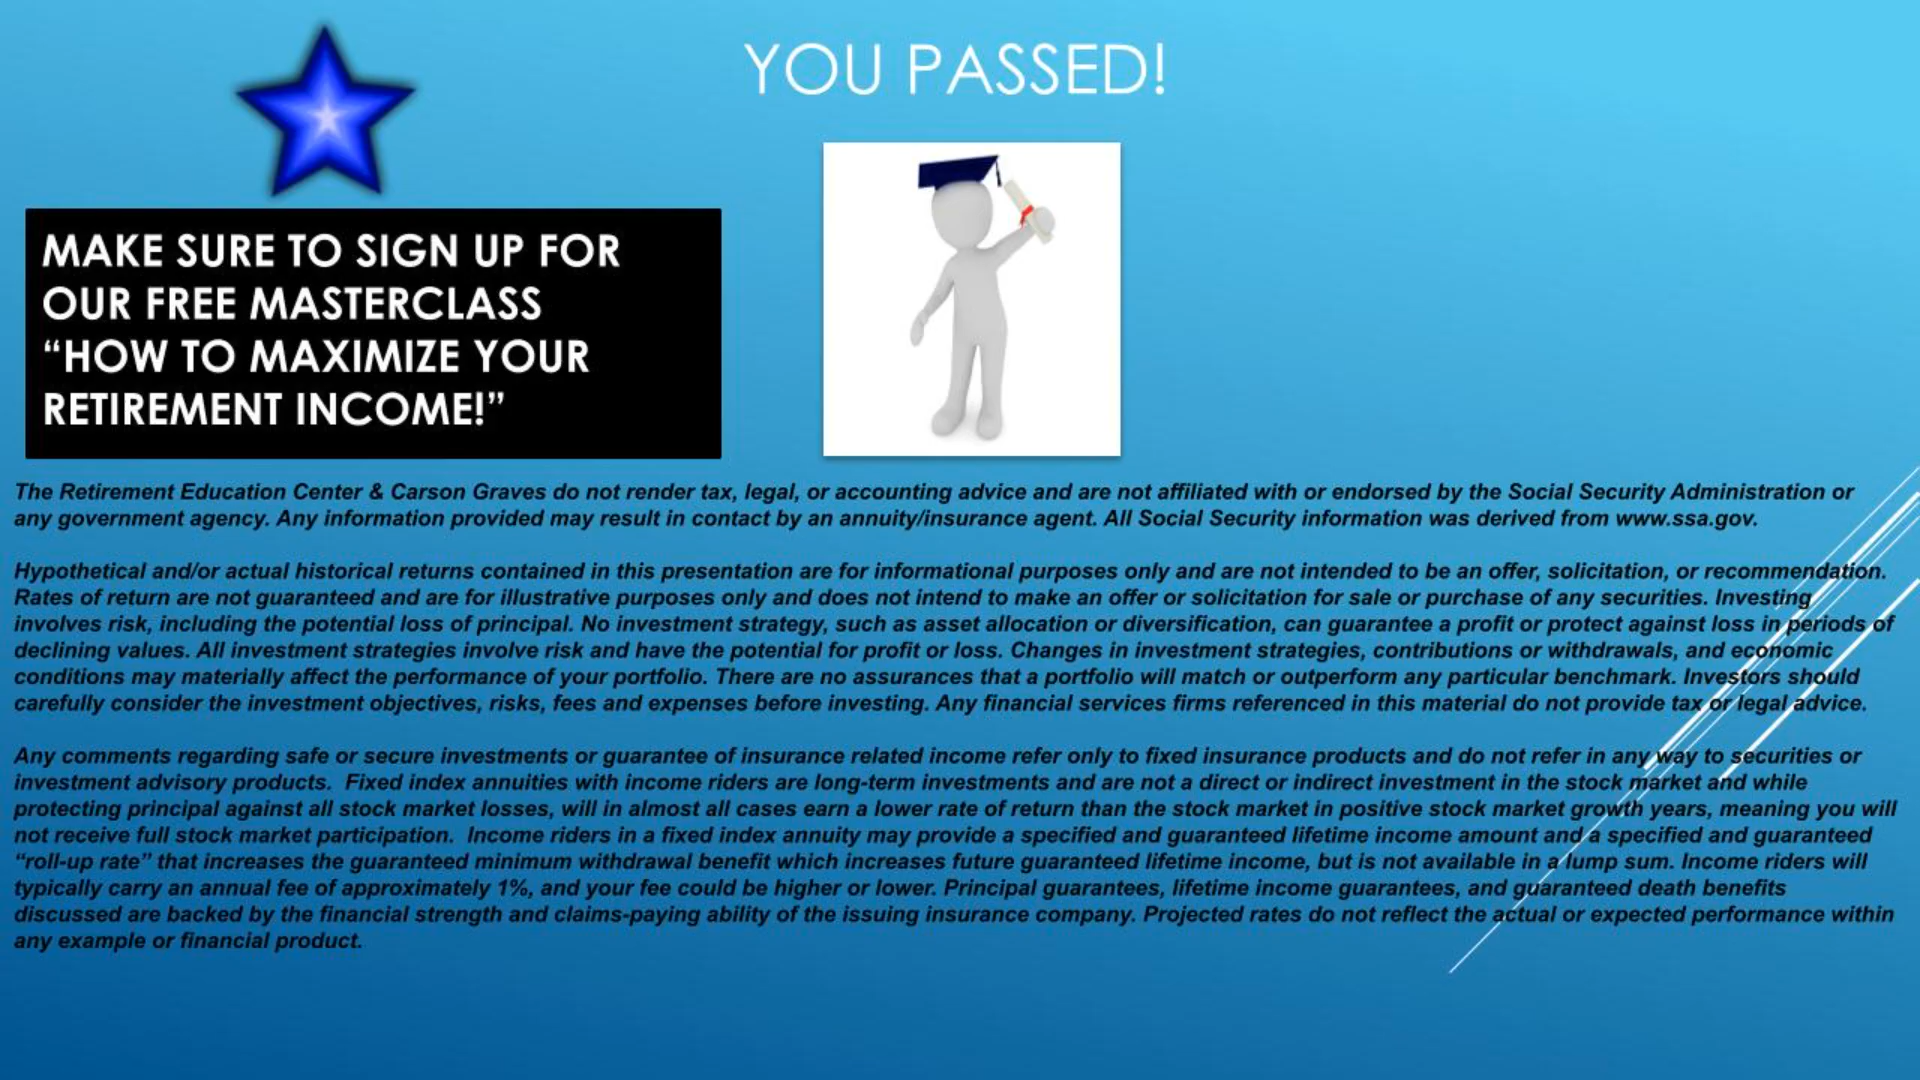 YOU PASSED!
MAKE SURE TO SIGN UP FOR
OUR FREE MASTERCLASS
“HOW TO MAXIMIZE YOUR
RETIREMENT INCOME!”
The Retirement Education Center & Carson Graves do not render tax, legal, or accounting advice and are not affiliated with or endorsed by the Social Security Administration or
any government agency. Any information provided may result in contact by an annuity/insurance agent. All Social Security information was derived from www.ssa.gov.
Hypothetical and/or actual historical returns contained in this presentation are for informational purposes only and are not intended to be an offer, solicitation, or recommendation.
Rates of return are not guaranteed and are for illustrative purposes only and does not intend to make an offer or solicitation for sale or purchase of any securities. Investing
involves risk, including the potential loss of principal. No investment strategy, such as asset allocation or diversification, can guarantee a profit or protect against loss in periods of
declining values. All investment strategies involve risk and have the potential for profit or loss. Changes in investment strategies, contributions or withdrawals, and economic
conditions may materially affect the performance of your portfolio. There are no assurances that a portfolio will match or outperform any particular benchmark. Investors should
carefully consider the investment objectives, risks, fees and expenses before investing. Any financial services firms referenced in this material do not provide tax or legal advice.
Any comments regarding safe or secure investments or guarantee of insurance related income refer only to fixed insurance products and do not refer in any way to securities or
investment advisory products.  Fixed index annuities with income riders are long-term investments and are not a direct or indirect investment in the stock market and while
protecting principal against all stock market losses, will in almost all cases earn a lower rate of return than the stock market in positive stock market growth years, meaning you will
not receive full stock market participation.  Income riders in a fixed index annuity may provide a specified and guaranteed lifetime income amount and a specified and guaranteed
“roll-up rate” that increases the guaranteed minimum withdrawal benefit which increases future guaranteed lifetime income, but is not available in a lump sum. Income riders will
typically carry an annual fee of approximately 1%, and your fee could be higher or lower. Principal guarantees, lifetime income guarantees, and guaranteed death benefits
discussed are backed by the financial strength and claims-paying ability of the issuing insurance company. Projected rates do not reflect the actual or expected performance within
any example or financial product.